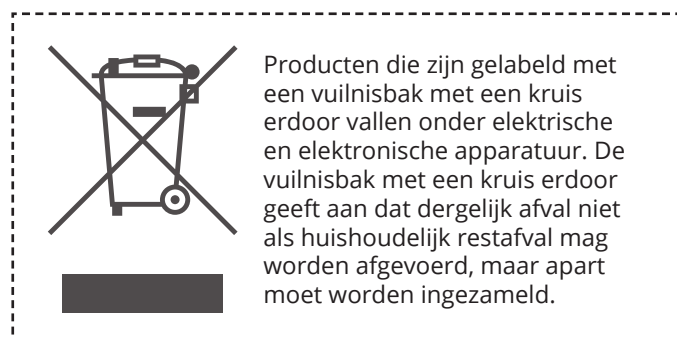 Producten die zijn gelabeld met
een vuilnisbak met een kruis
erdoor vallen onder elektrische
en elektronische apparatuur. De
vuilnisbak met een kruis erdoor
geeft aan dat dergelijk afval niet
als huishoudelijk restafval mag
worden afgevoerd, maar apart
moet worden ingezameld.